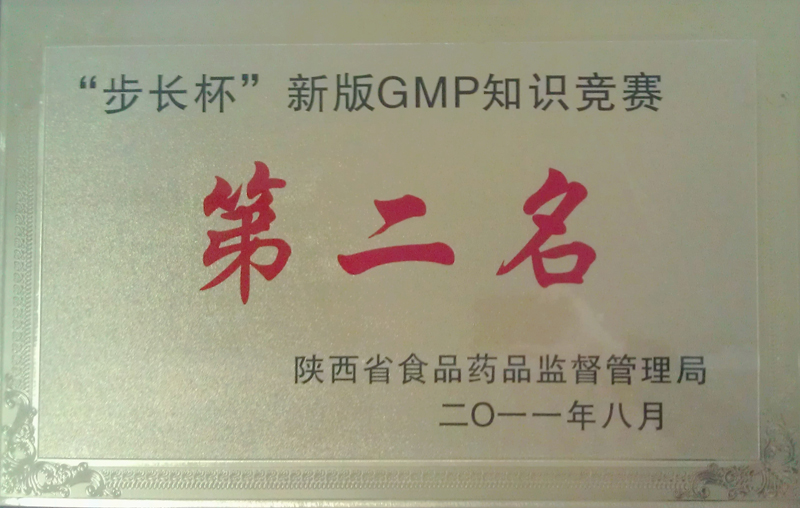 “步长杯”新版GMP知识竞赛
第二名
陕西省食品药品监督管理局
二〇一一年八月